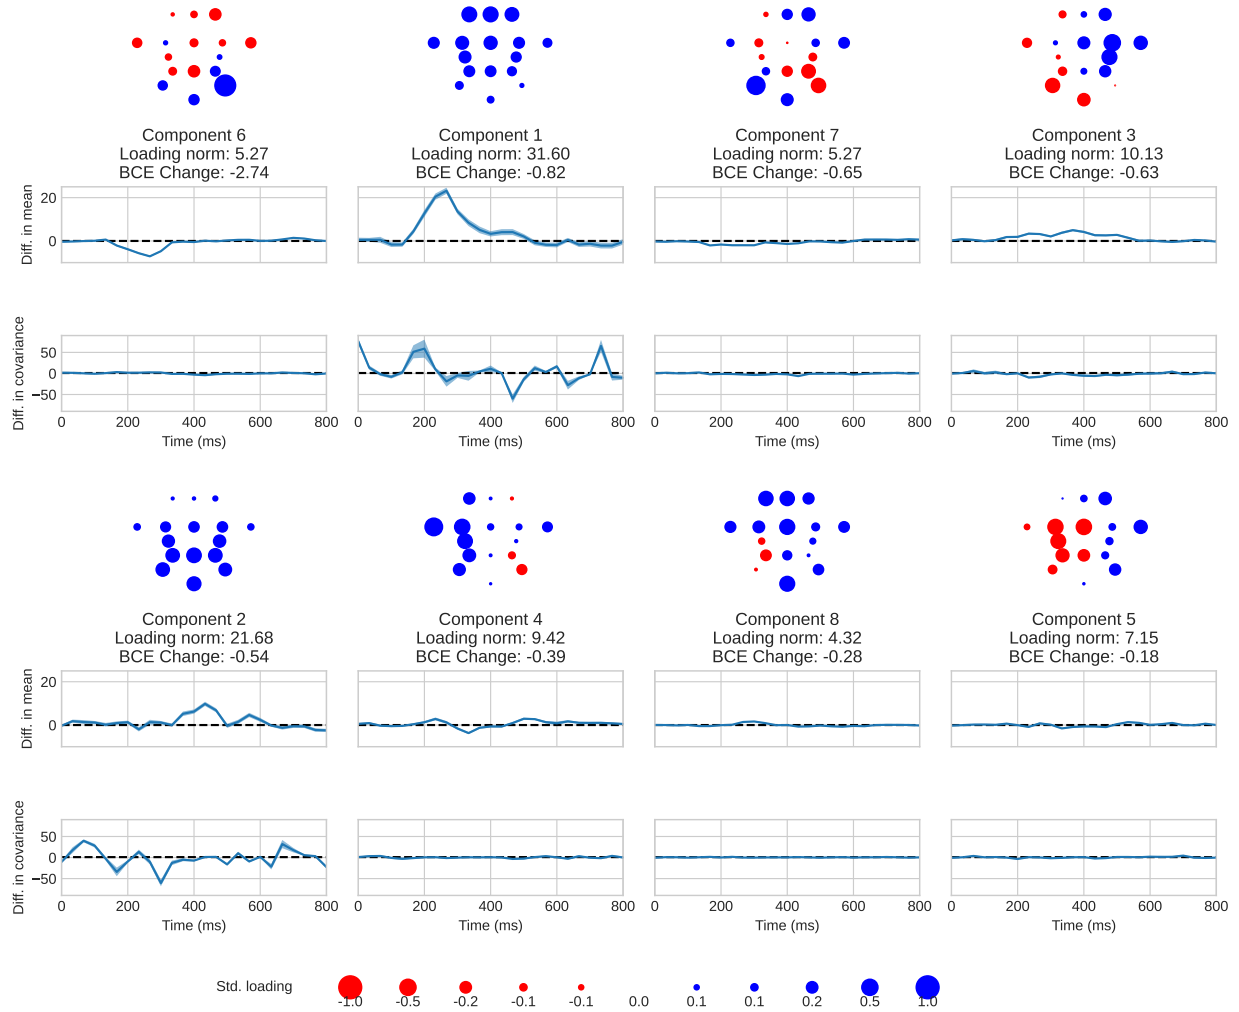 Component 6
Loading norm: 5.27
BCE Change: -2.74
Component 1
Loading norm: 31.60
BCE Change: -0.82
Component 7
Loading norm: 5.27
BCE Change: -0.65
Component 3
Loading norm: 10.13
BCE Change: -0.63
Diff. in mean
20
0
Diff. in covariance
50
0
−50
0 200 400 600 800
Time (ms)
0 200 400 600 800
Time (ms)
0 200 400 600 800
Time (ms)
0 200 400 600 800
Time (ms)
Component 2
Loading norm: 21.68
BCE Change: -0.54
Component 4
Loading norm: 9.42
BCE Change: -0.39
Component 8
Loading norm: 4.32
BCE Change: -0.28
Component 5
Loading norm: 7.15
BCE Change: -0.18
Diff. in mean
20
0
Diff. in covariance
50
0
−50
0 200 400 600 800
Time (ms)
0 200 400 600 800
Time (ms)
0 200 400 600 800
Time (ms)
0 200 400 600 800
Time (ms)
Std. loading
-1.0 -0.5 -0.2 -0.1 -0.1 0.0 0.1 0.1 0.2 0.5 1.0